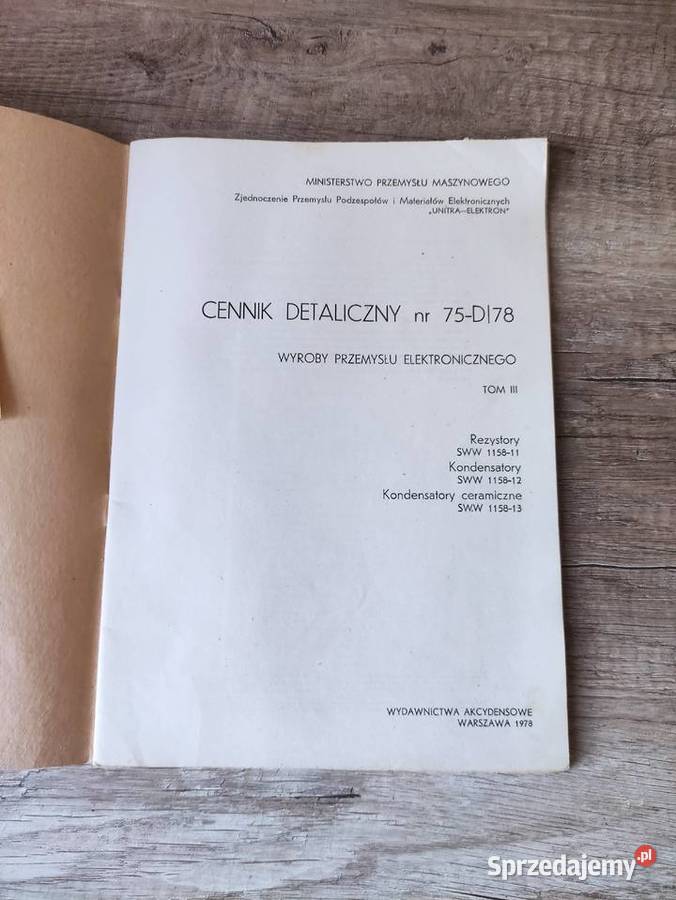 MINISTERSTWO PRZEMYSŁU MASZYNOWEGO
Zjednoczenie Przemysłu Podzespołów i Materiałów Elektronicznych
„UNITRA—ELEKTRON"
CENNIK DETALICZNY nr 75-D|78
WYROBY PRZEMYSŁU ELEKTRONICZNEGO
TOM III
Rezystory
SWW 1158-11
Kondensatory
SWW 1158-12
Kondensatory ceramiczne
SWW 1158-13
WYDAWNICTWA AKCYDENSOWE
WARSZAWA 1978
Sprzedajemy.pl